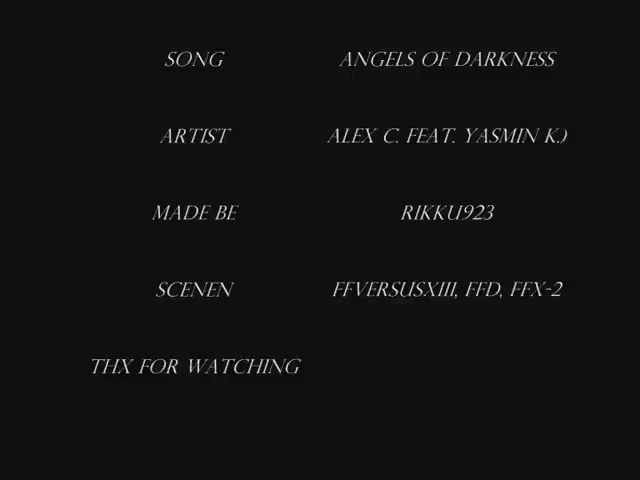 SONG ANGELS OF DARKNESS
ARTIST ALEX C. FEAT. YASMIN K.)
MADE BE RIKKU923
SCENEN FFVERSUSXIII, FFD, FFX-2
THX FOR WATCHING